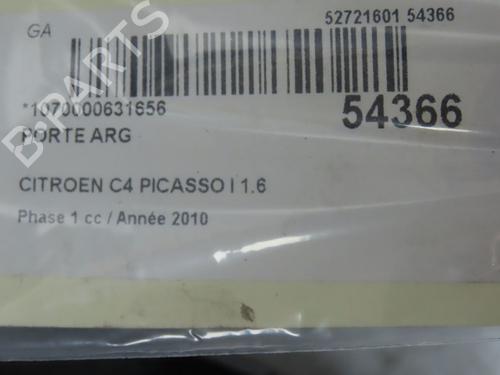 GA
52721601 54366
*1070000631656
54366
PORTE ARG
CITROEN C4 PICASSO I 1.6
Phase 1 cc / Année 2010
B-PARTS